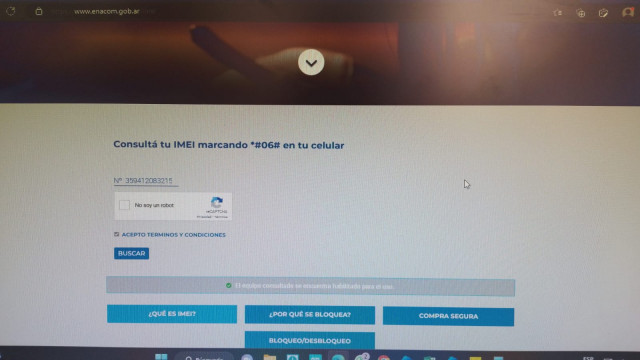 www.enacom.gob.ar
Consultá tu IMEI marcando *#06# en tu celular
Nº 359412083215
No soy un robot
reCAPTCHA
ACEPTO TERMINOS Y CONDICIONES
BUSCAR
El equipo consultado se encuentra habilitado para el uso.
¿QUÉ ES IMEI?
¿POR QUÉ SE BLOQUEA?
COMPRA SEGURA
BLOQUEO/DESBLOQUEO